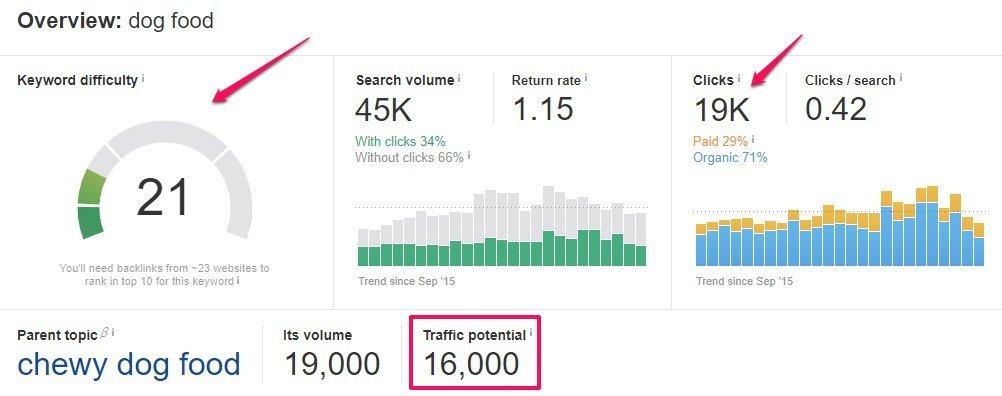 Overview: dog food
Keyword difficulty i
21
You'll need backlinks from ~23 websites to
rank in top 10 for this keyword i
Search volume i
45K
With clicks 34%
Without clicks 66% i
Return rate i
1.15
Trend since Sep '15
Clicks i
19K
Paid 29% i
Organic 71%
Clicks / search i
0.42
Trend since Sep '15
Parent topic β i
chewy dog food
Its volume
19,000
Traffic potential i
16,000